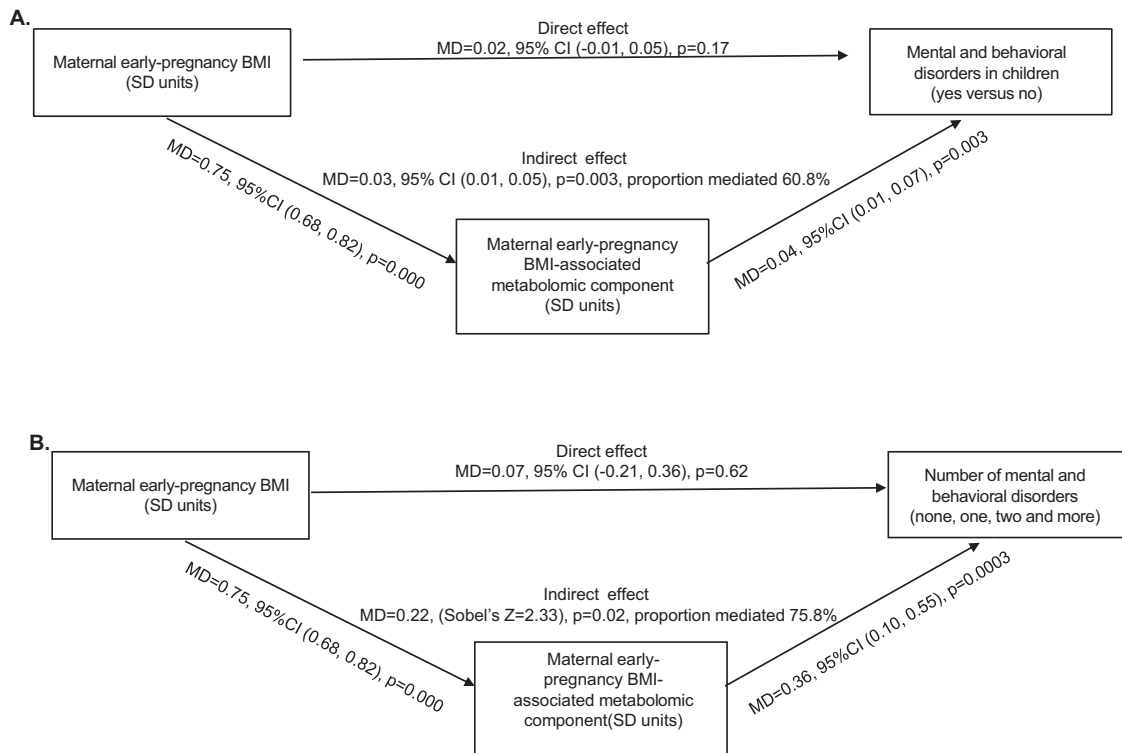 A.
Direct effect
MD=0.02, 95% CI (-0.01, 0.05), p=0.17
Maternal early-pregnancy BMI
(SD units)
Mental and behavioral
disorders in children
(yes versus no)
MD=0.75, 95%CI (0.68, 0.82), p=0.000
Indirect effect
MD=0.03, 95% CI (0.01, 0.05), p=0.003, proportion mediated 60.8%
MD=0.04, 95%CI (0.01, 0.07), p=0.003
Maternal early-pregnancy
BMI-associated
metabolomic component
(SD units)
B.
Direct effect
MD=0.07, 95% CI (-0.21, 0.36), p=0.62
Maternal early-pregnancy BMI
(SD units)
Number of mental and
behavioral disorders
(none, one, two and more)
MD=0.75, 95%CI (0.68, 0.82), p=0.000
Indirect effect
MD=0.22, (Sobel's Z=2.33), p=0.02, proportion mediated 75.8%
MD=0.36, 95%CI (0.10, 0.55), p=0.0003
Maternal early-
pregnancy BMI-
associated metabolomic
component(SD units)